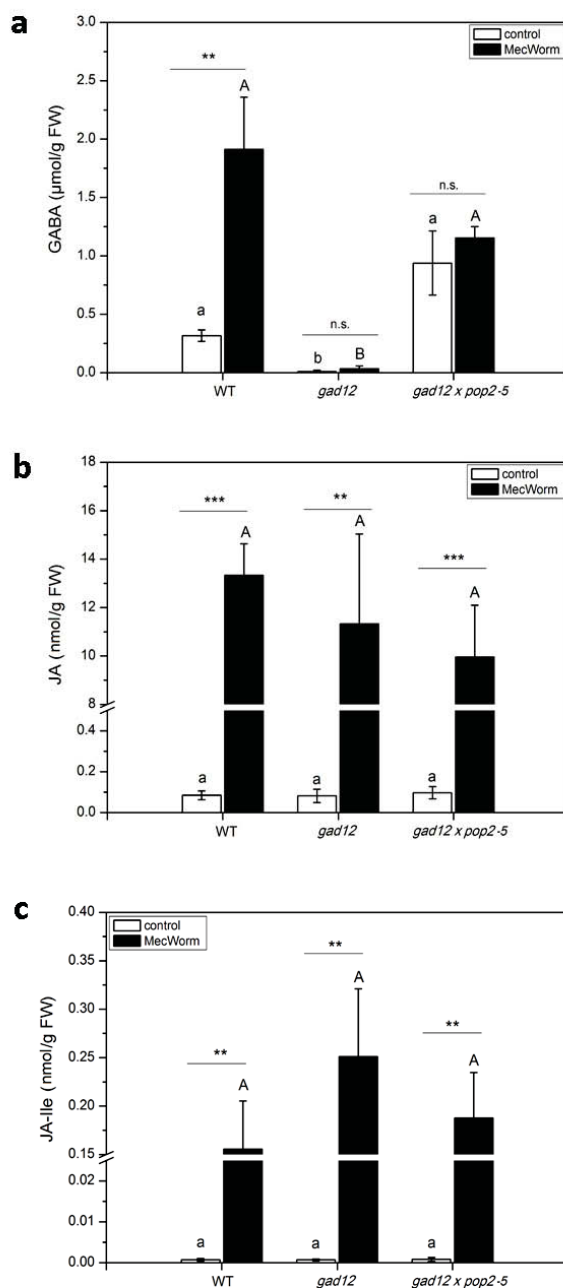 a
control
MecWorm
GABA (µmol/g FW)
3.0
2.5
2.0
1.5
1.0
0.5
0.0
**
A
a
n.s.
b
B
n.s.
a
A
WT
gad12
gad12 x pop2-5
b
control
MecWorm
JA (nmol/g FW)
18
16
14
12
10
8
0.4
0.2
0.0
***
A
a
**
A
a
***
A
a
WT
gad12
gad12 x pop2-5
c
control
MecWorm
JA-Ile (nmol/g FW)
0.40
0.35
0.30
0.25
0.20
0.15
0.02
0.01
0.00
**
A
a
**
A
a
**
A
a
WT
gad12
gad12 x pop2-5